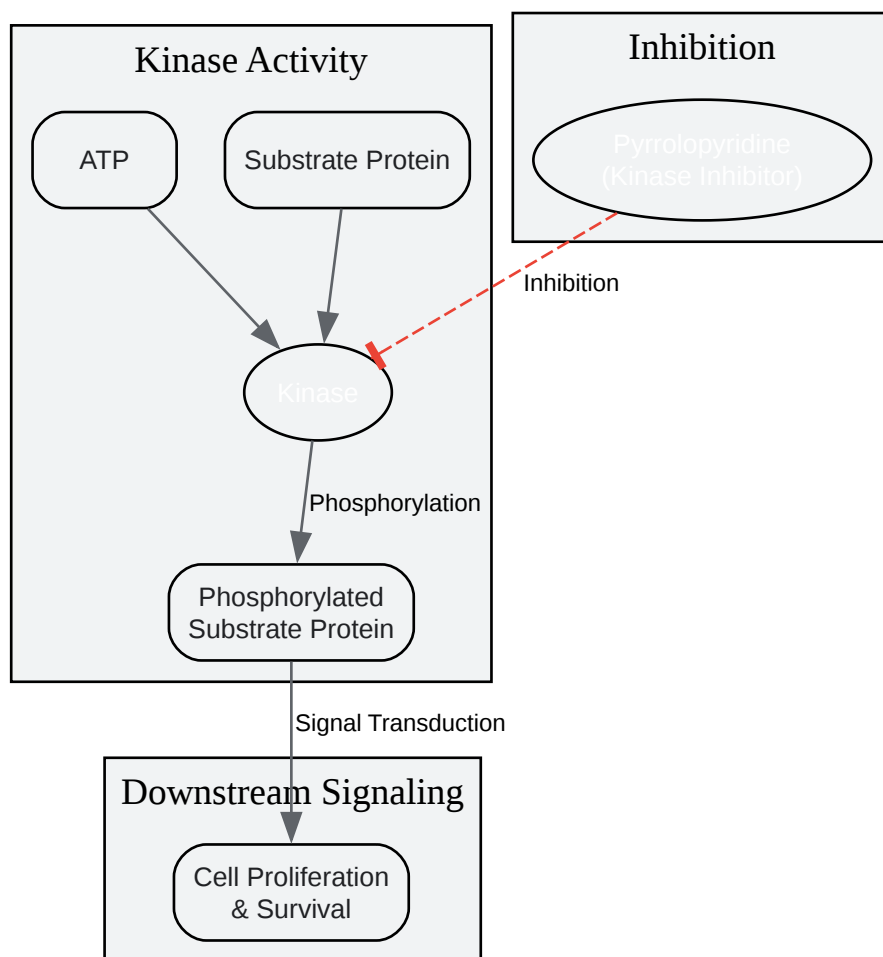 Kinase Activity
Inhibition
ATP
Substrate Protein
Pyrrolopyridine
(Kinase Inhibitor)
Inhibition
Kinase
Phosphorylation
Phosphorylated
Substrate Protein
Signal Transduction
Downstream Signaling
Cell Proliferation
& Survival